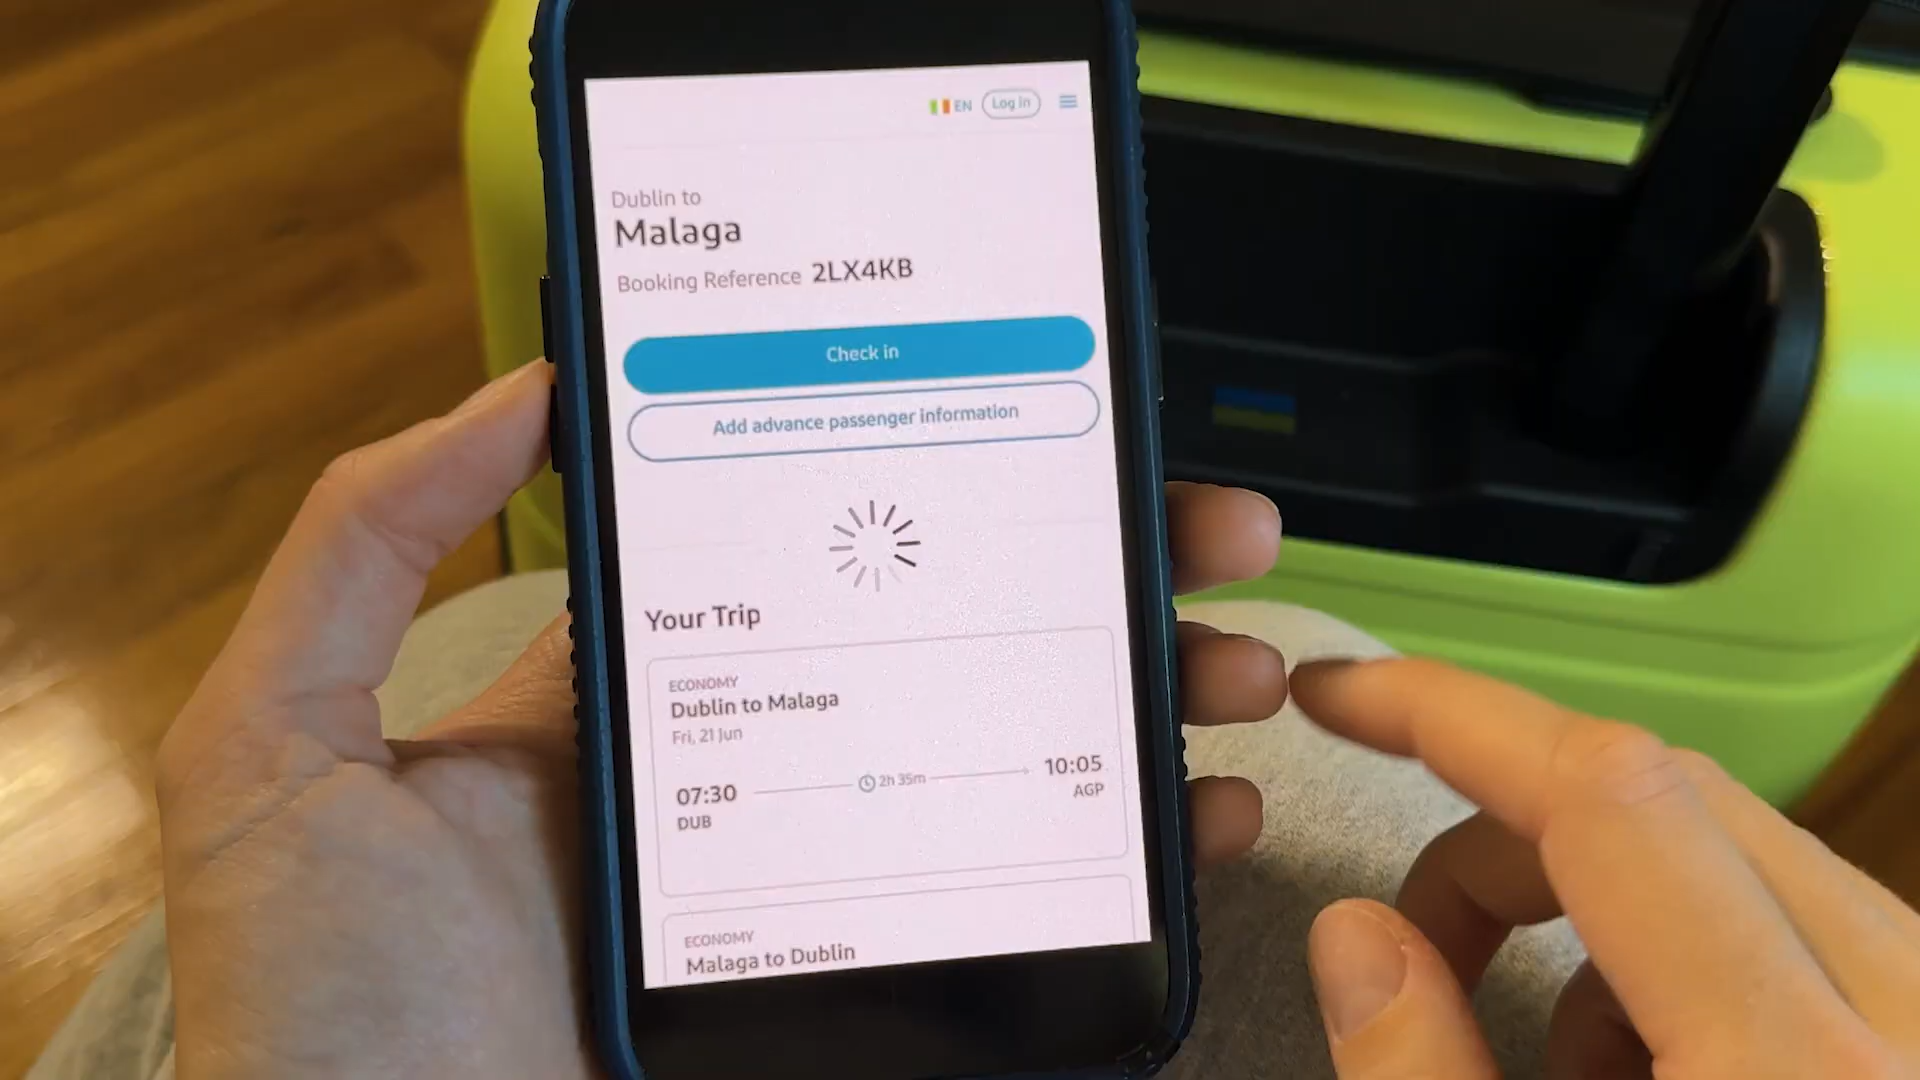 EN Log in
Dublin to
Malaga
Booking Reference 2LX4KB
Check in
Add advance passenger information
Your Trip
ECONOMY
Dublin to Malaga
Fri, 21 Jun
07:30 2h 35m 10:05
DUB AGP
ECONOMY
Malaga to Dublin